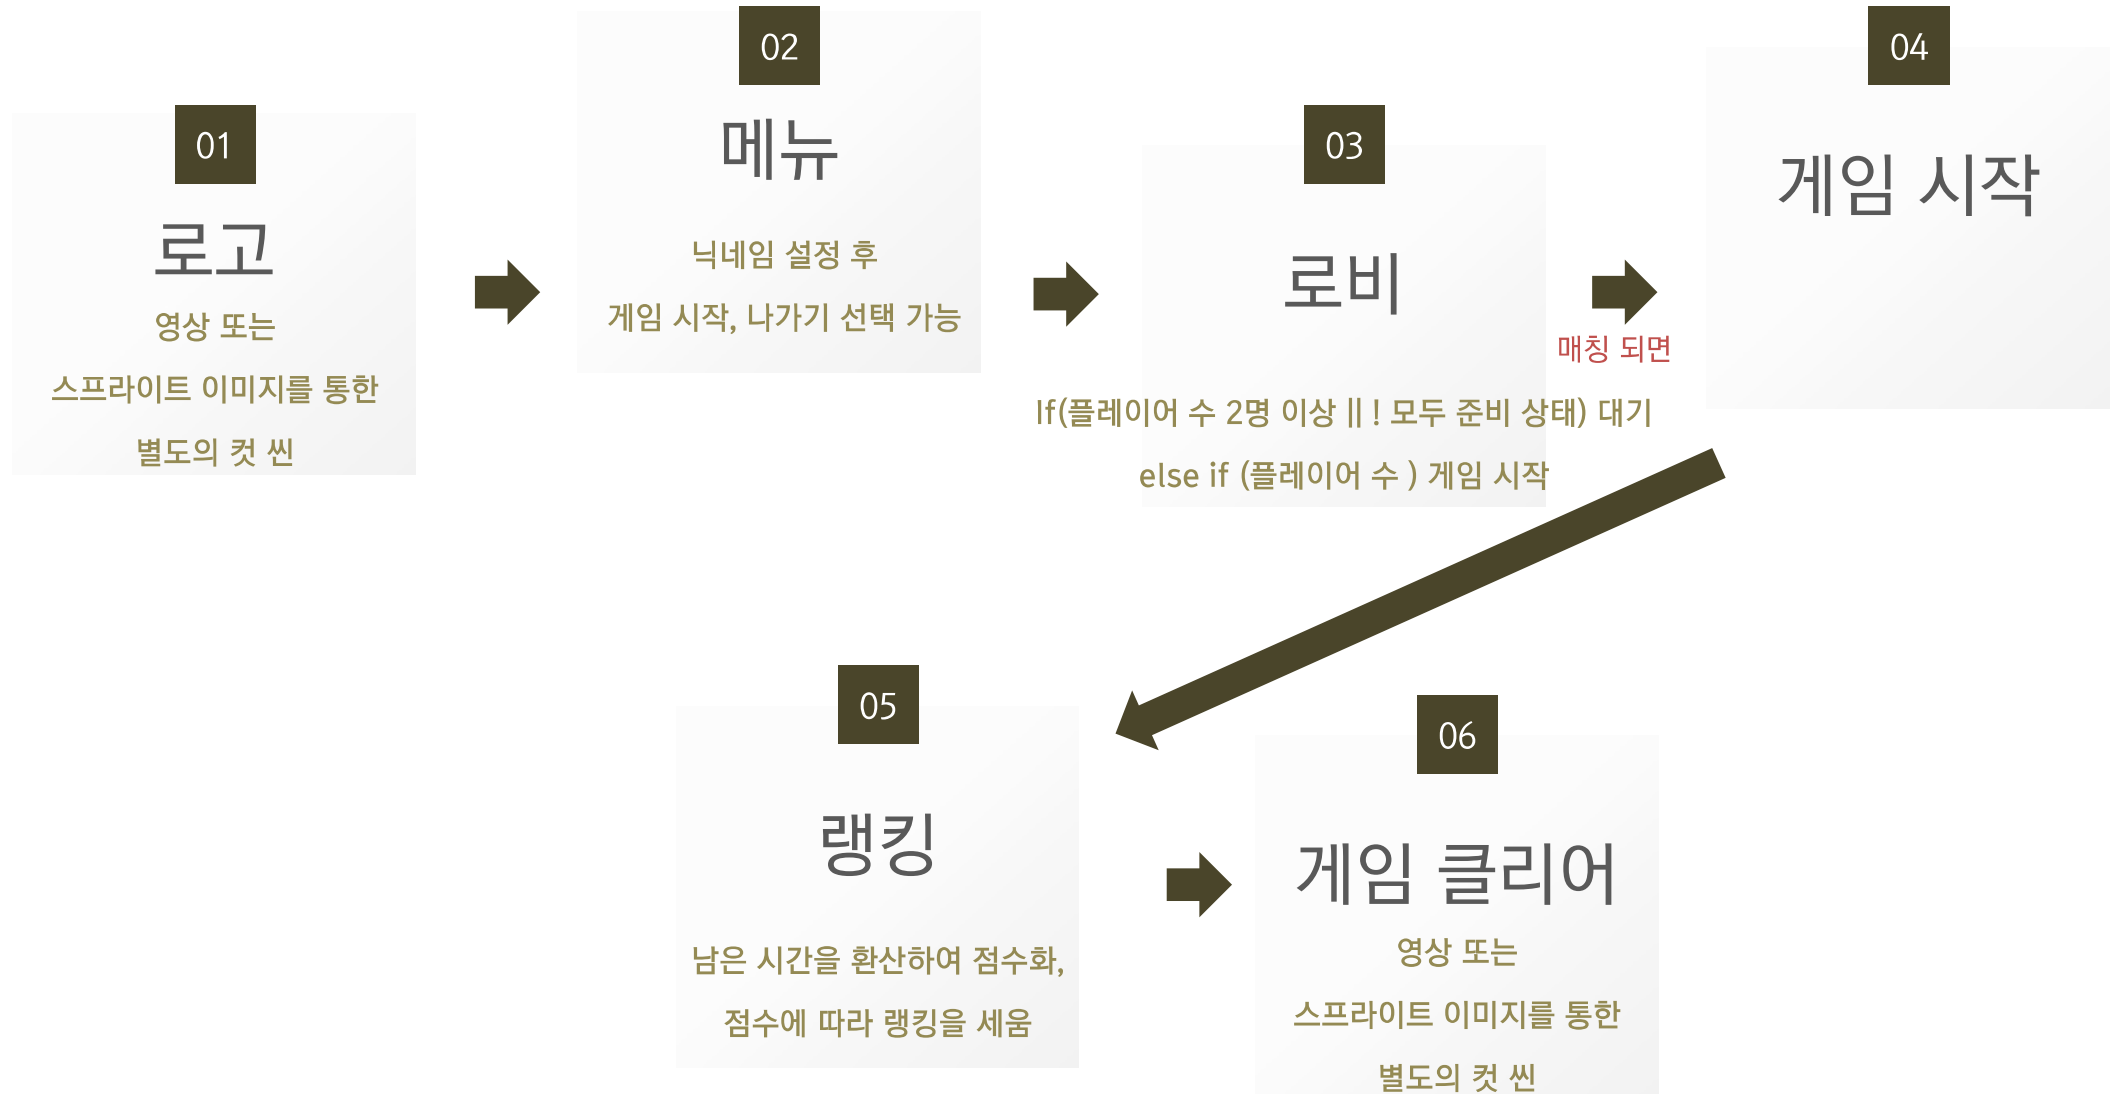 01
로고
영상 또는
스프라이트 이미지를 통한
별도의 컷 씬
02
메뉴
닉네임 설정 후
게임 시작, 나가기 선택 가능
03
로비
If(플레이어 수 2명 이상 || ! 모두 준비 상태) 대기
else if (플레이어 수 ) 게임 시작
매칭 되면
04
게임 시작
05
랭킹
남은 시간을 환산하여 점수화,
점수에 따라 랭킹을 세움
06
게임 클리어
영상 또는
스프라이트 이미지를 통한
별도의 컷 씬